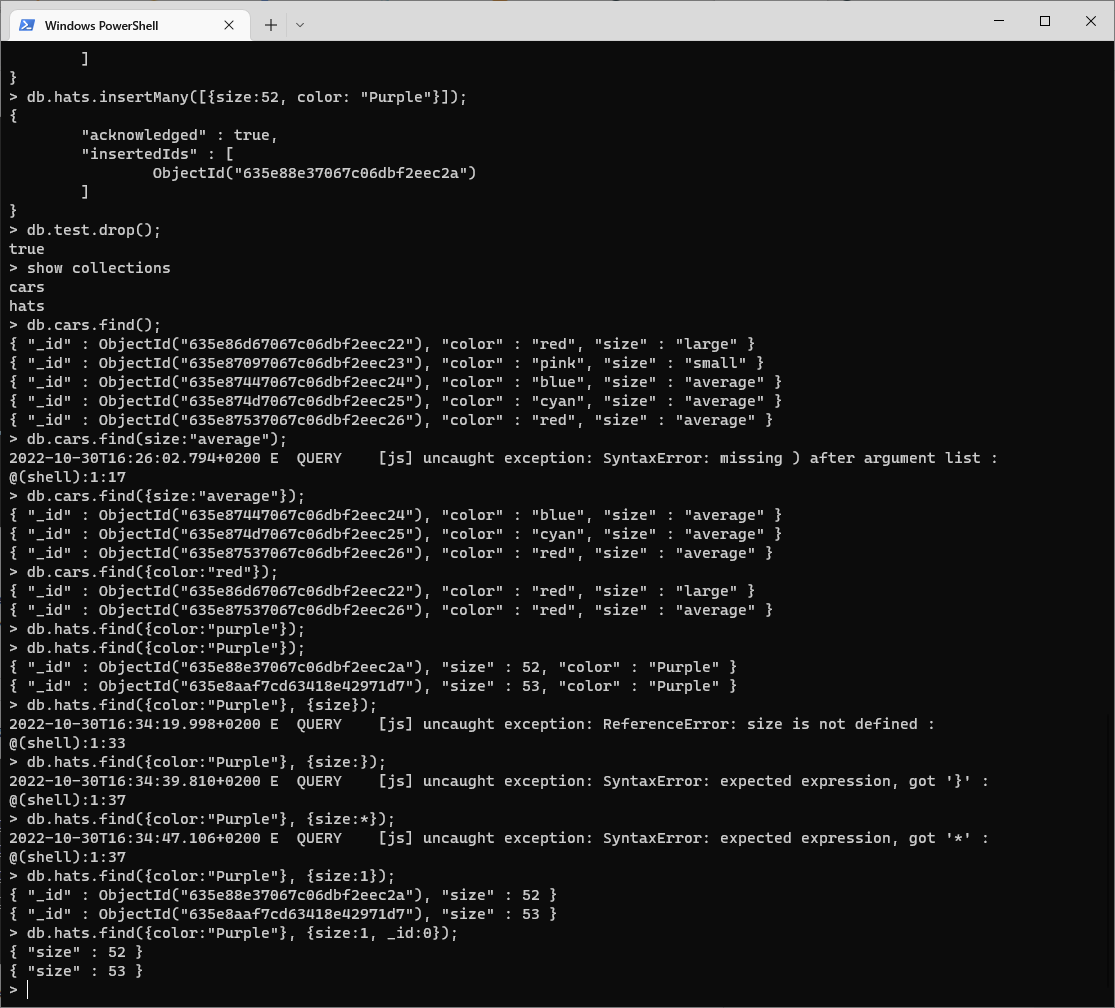 Windows PowerShell
        ]
}
> db.hats.insertMany([{size:52, color: "Purple"}]);
{
        "acknowledged" : true,
        "insertedIds" : [
                ObjectId("635e88e37067c06dbf2eec2a")
        ]
}
> db.test.drop();
true
> show collections
cars
hats
> db.cars.find();
{ "_id" : ObjectId("635e86d67067c06dbf2eec22"), "color" : "red", "size" : "large" }
{ "_id" : ObjectId("635e87097067c06dbf2eec23"), "color" : "pink", "size" : "small" }
{ "_id" : ObjectId("635e87447067c06dbf2eec24"), "color" : "blue", "size" : "average" }
{ "_id" : ObjectId("635e874d7067c06dbf2eec25"), "color" : "cyan", "size" : "average" }
{ "_id" : ObjectId("635e87537067c06dbf2eec26"), "color" : "red", "size" : "average" }
> db.cars.find(size:"average");
2022-10-30T16:26:02.794+0200 E  QUERY    [js] uncaught exception: SyntaxError: missing ) after argument list :
@(shell):1:17
> db.cars.find({size:"average"});
{ "_id" : ObjectId("635e87447067c06dbf2eec24"), "color" : "blue", "size" : "average" }
{ "_id" : ObjectId("635e874d7067c06dbf2eec25"), "color" : "cyan", "size" : "average" }
{ "_id" : ObjectId("635e87537067c06dbf2eec26"), "color" : "red", "size" : "average" }
> db.cars.find({color:"red"});
{ "_id" : ObjectId("635e86d67067c06dbf2eec22"), "color" : "red", "size" : "large" }
{ "_id" : ObjectId("635e87537067c06dbf2eec26"), "color" : "red", "size" : "average" }
> db.hats.find({color:"purple"});
> db.hats.find({color:"Purple"});
{ "_id" : ObjectId("635e88e37067c06dbf2eec2a"), "size" : 52, "color" : "Purple" }
{ "_id" : ObjectId("635e8aaf7cd63418e42971d7"), "size" : 53, "color" : "Purple" }
> db.hats.find({color:"Purple"}, {size});
2022-10-30T16:34:19.998+0200 E  QUERY    [js] uncaught exception: ReferenceError: size is not defined :
@(shell):1:33
> db.hats.find({color:"Purple"}, {size:});
2022-10-30T16:34:39.810+0200 E  QUERY    [js] uncaught exception: SyntaxError: expected expression, got '}' :
@(shell):1:37
> db.hats.find({color:"Purple"}, {size:*});
2022-10-30T16:34:47.106+0200 E  QUERY    [js] uncaught exception: SyntaxError: expected expression, got '*' :
@(shell):1:37
> db.hats.find({color:"Purple"}, {size:1});
{ "_id" : ObjectId("635e88e37067c06dbf2eec2a"), "size" : 52 }
{ "_id" : ObjectId("635e8aaf7cd63418e42971d7"), "size" : 53 }
> db.hats.find({color:"Purple"}, {size:1, _id:0});
{ "size" : 52 }
{ "size" : 53 }
>